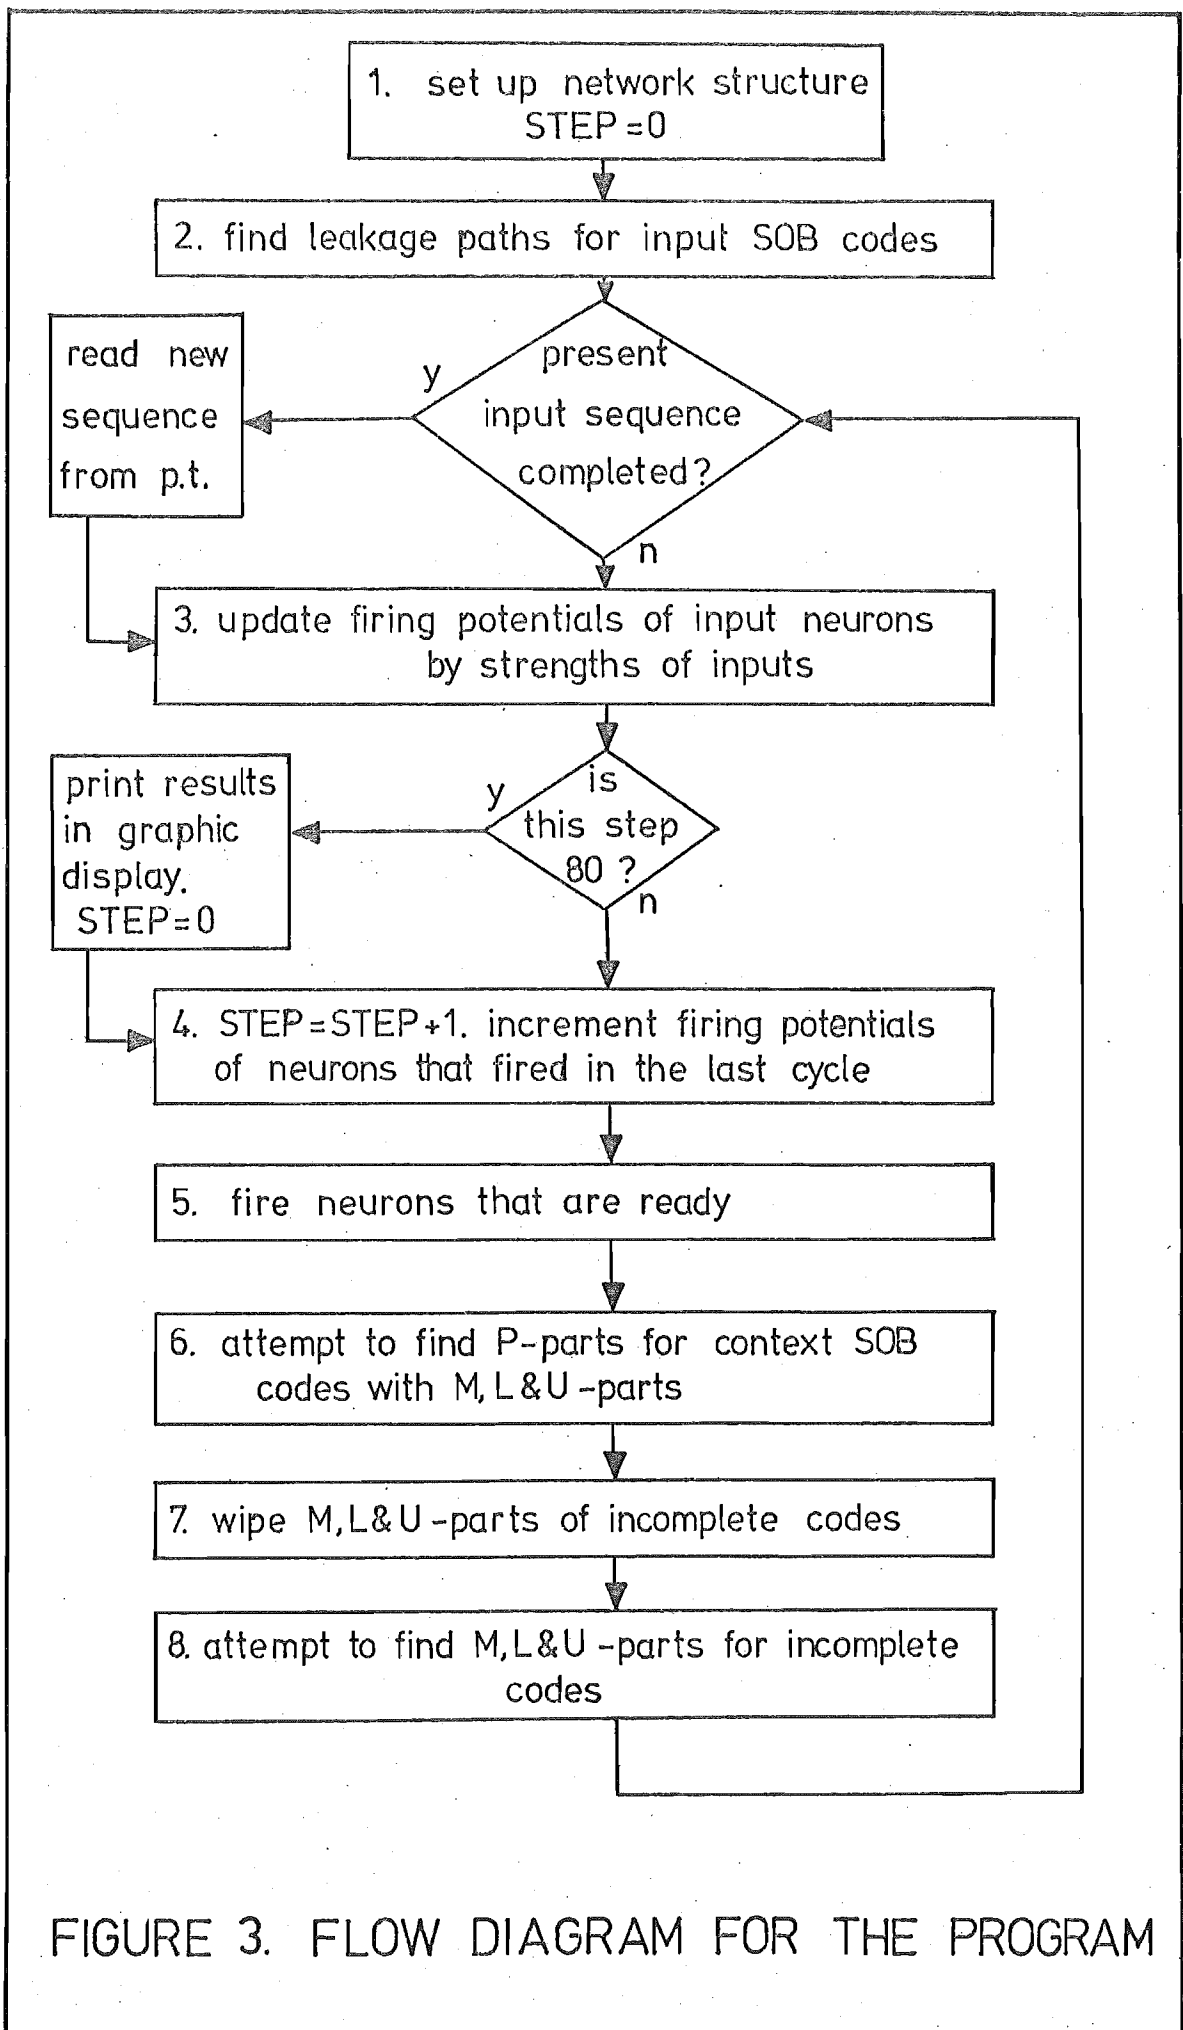 1. set up network structure
STEP=0
2. find leakage paths for input SOB codes
present
input sequence
completed?
y
n
read new
sequence
from p.t.
3. update firing potentials of input neurons
by strengths of inputs
is
this step
80 ?
y
n
print results
in graphic
display.
STEP=0
4. STEP=STEP+1. increment firing potentials
of neurons that fired in the last cycle
5. fire neurons that are ready
6. attempt to find P-parts for context SOB
codes with M,L&U-parts
7. wipe M,L&U-parts of incomplete codes
8. attempt to find M,L&U-parts for incomplete
codes
FIGURE 3. FLOW DIAGRAM FOR THE PROGRAM